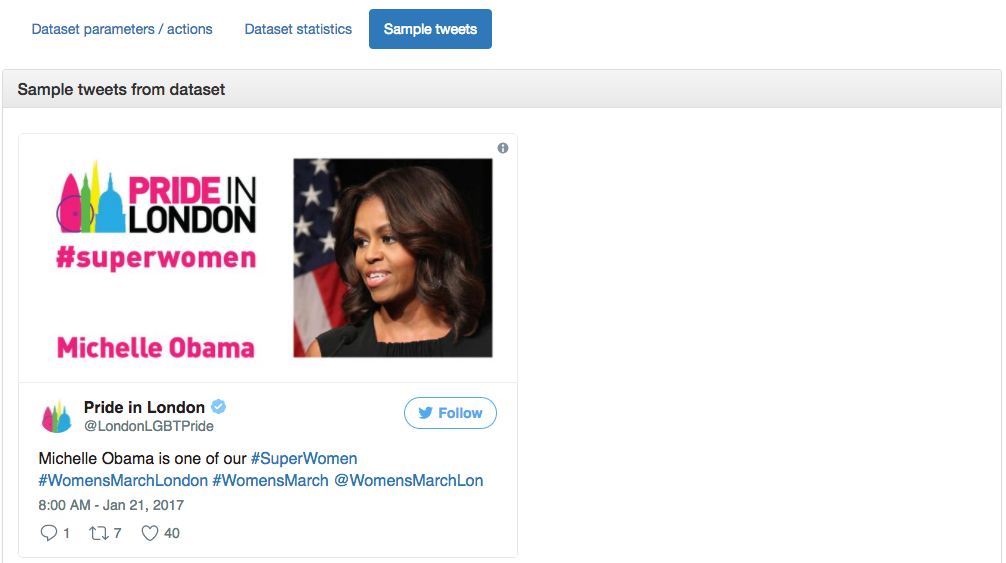 Dataset parameters / actions
Dataset statistics
Sample tweets
Sample tweets from dataset
PRIDE IN
LONDON
#superwomen
Michelle Obama
Pride in London
@LondonLGBTPride
Follow
Michelle Obama is one of our #SuperWomen
#WomensMarchLondon #WomensMarch @WomensMarchLon
8:00 AM - Jan 21, 2017
1 7 40